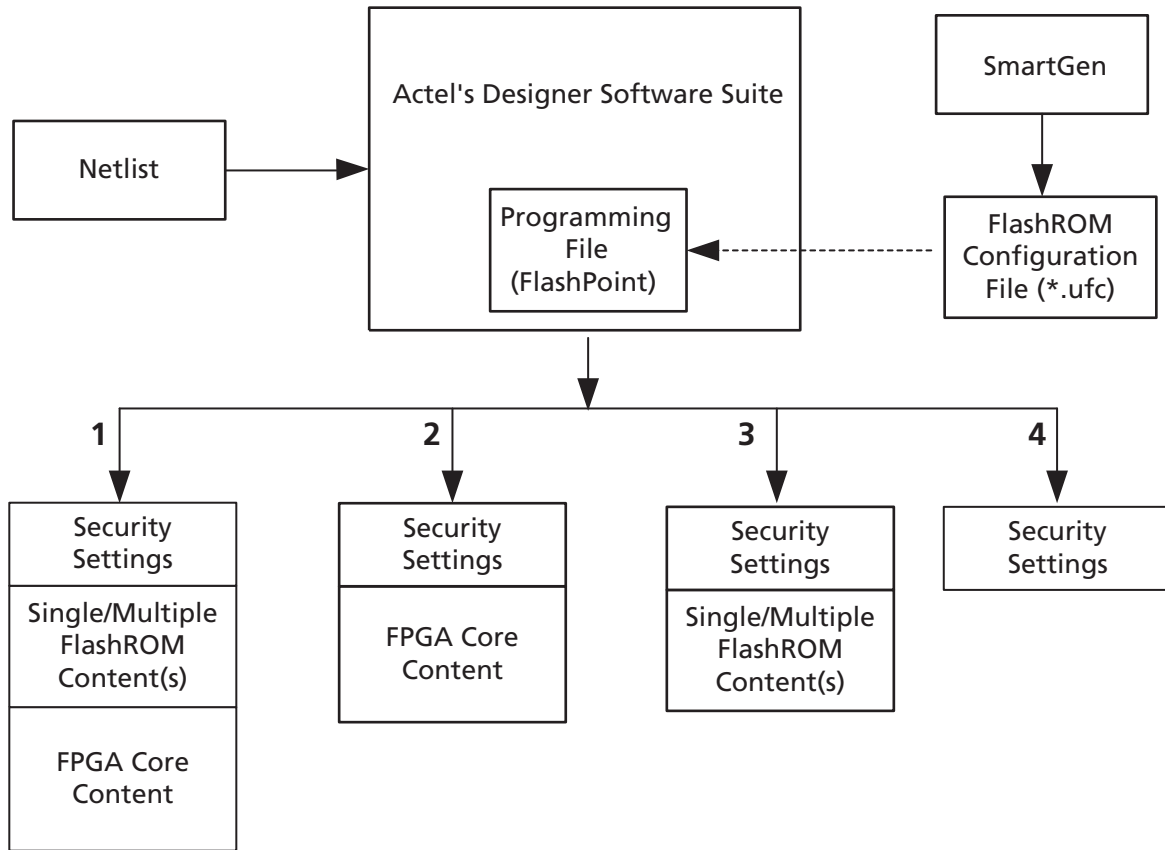 Actel's Designer Software Suite
SmartGen
Netlist
Programming
File
(FlashPoint)
FlashROM
Configuration
File (*.ufc)
1
2
3
4
Security
Settings
Single/Multiple
FlashROM
Content(s)
FPGA Core
Content
Security
Settings
FPGA Core
Content
Security
Settings
Single/Multiple
FlashROM
Content(s)
Security
Settings